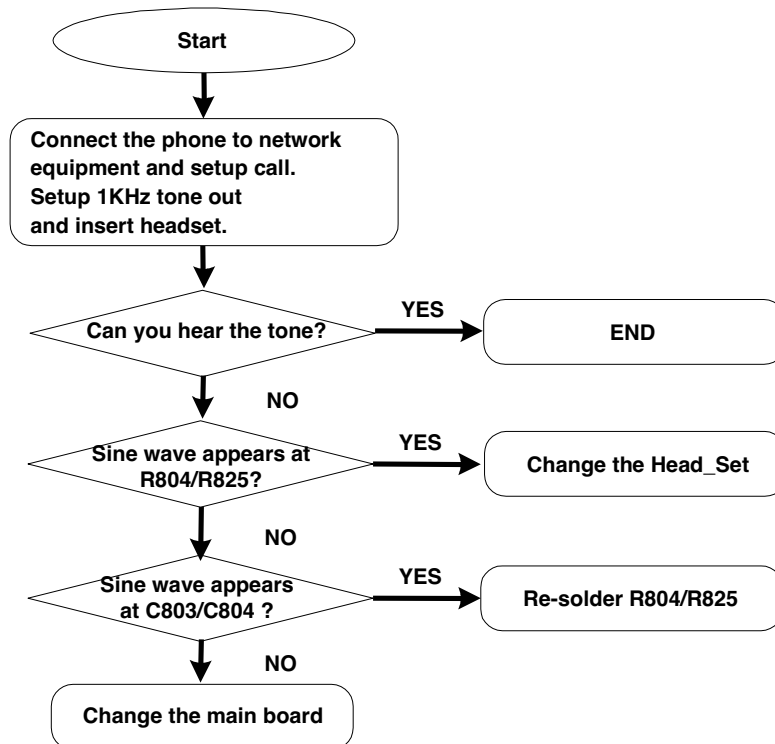 Start
Connect the phone to network
equipment and setup call.
Setup 1KHz tone out
and insert headset.
Can you hear the tone?
YES
END
NO
Sine wave appears at
R804/R825?
YES
Change the Head_Set
NO
Sine wave appears
at C803/C804 ?
YES
Re-solder R804/R825
NO
Change the main board